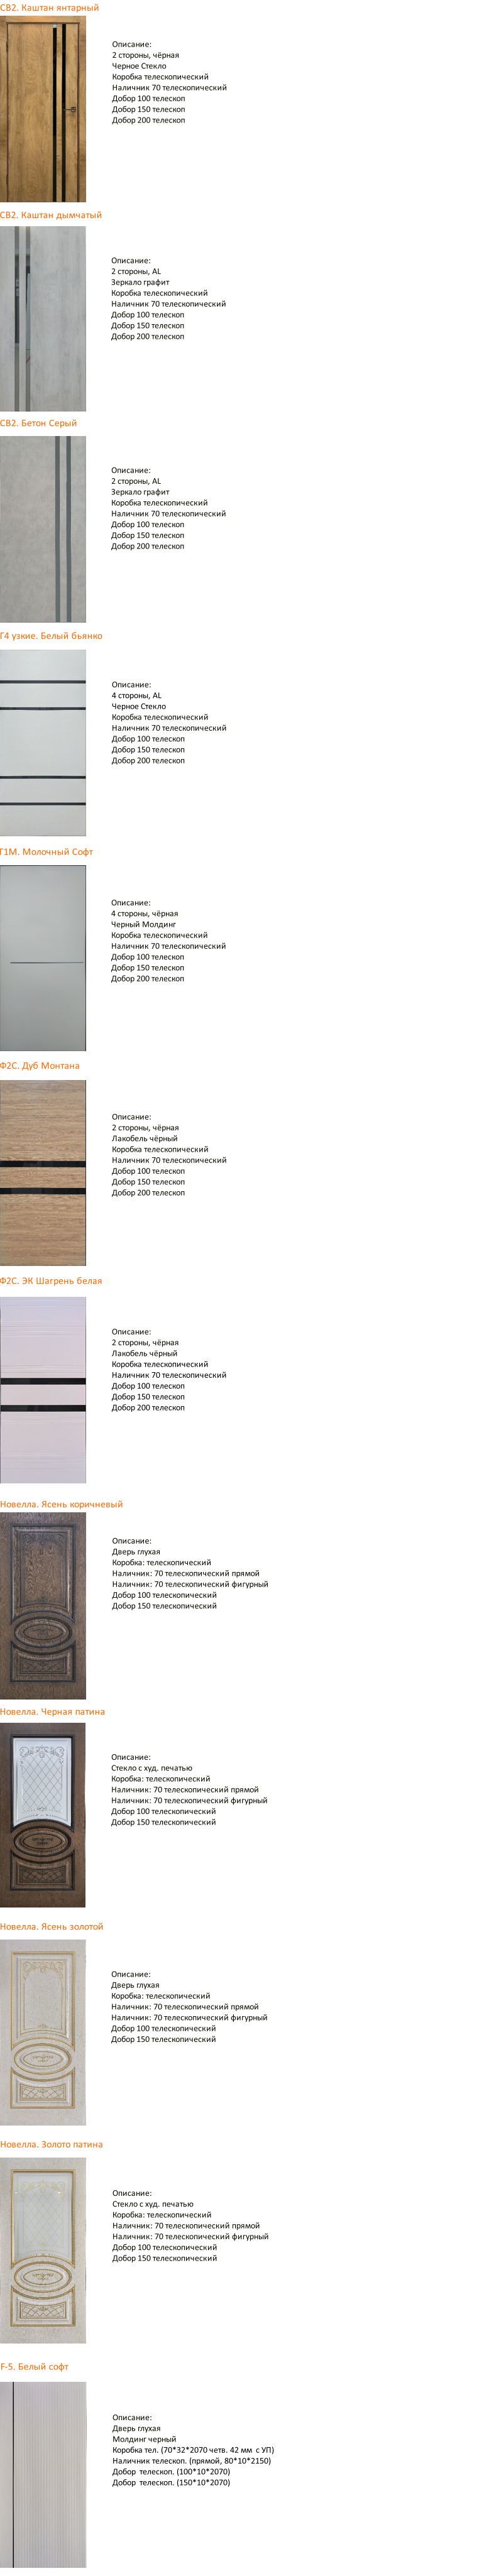 СВ2. Каштан янтарный
Описание:
2 стороны, чёрная
Черное Стекло
Коробка телескопический
Наличник 70 телескопический
Добор 100 телескоп
Добор 150 телескоп
Добор 200 телескоп
СВ2. Каштан дымчатый
Описание:
2 стороны, AL
Зеркало графит
Коробка телескопический
Наличник 70 телескопический
Добор 100 телескоп
Добор 150 телескоп
Добор 200 телескоп
СВ2. Бетон Серый
Описание:
2 стороны, AL
Зеркало графит
Коробка телескопический
Наличник 70 телескопический
Добор 100 телескоп
Добор 150 телескоп
Добор 200 телескоп
Г4 узкие. Белый бьянко
Описание:
4 стороны, AL
Черное Стекло
Коробка телескопический
Наличник 70 телескопический
Добор 100 телескоп
Добор 150 телескоп
Добор 200 телескоп
Г1М. Молочный Софт
Описание:
4 стороны, чёрная
Черный Молдинг
Коробка телескопический
Наличник 70 телескопический
Добор 100 телескоп
Добор 150 телескоп
Добор 200 телескоп
Ф2С. Дуб Монтана
Описание:
2 стороны, чёрная
Лакобель чёрный
Коробка телескопический
Наличник 70 телескопический
Добор 100 телескоп
Добор 150 телескоп
Добор 200 телескоп
Ф2С. ЭК Шагрень белая
Описание:
2 стороны, чёрная
Лакобель чёрный
Коробка телескопический
Наличник 70 телескопический
Добор 100 телескоп
Добор 150 телескоп
Добор 200 телескоп
Новелла. Ясень коричневый
Описание:
Дверь глухая
Коробка: телескопический
Наличник: 70 телескопический прямой
Наличник: 70 телескопический фигурный
Добор 100 телескопический
Добор 150 телескопический
Новелла. Черная патина
Описание:
Стекло с худ. печатью
Коробка: телескопический
Наличник: 70 телескопический прямой
Наличник: 70 телескопический фигурный
Добор 100 телескопический
Добор 150 телескопический
Новелла. Ясень золотой
Описание:
Дверь глухая
Коробка: телескопический
Наличник: 70 телескопический прямой
Наличник: 70 телескопический фигурный
Добор 100 телескопический
Добор 150 телескопический
Новелла. Золото патина
Описание:
Стекло с худ. печатью
Коробка: телескопический
Наличник: 70 телескопический прямой
Наличник: 70 телескопический фигурный
Добор 100 телескопический
Добор 150 телескопический
F-5. Белый софт
Описание:
Дверь глухая
Молдинг черный
Коробка тел. (70*32*2070 четв. 42 мм с УП)
Наличник телескоп. (прямой, 80*10*2150)
Добор телескоп. (100*10*2070)
Добор телескоп. (150*10*2070)